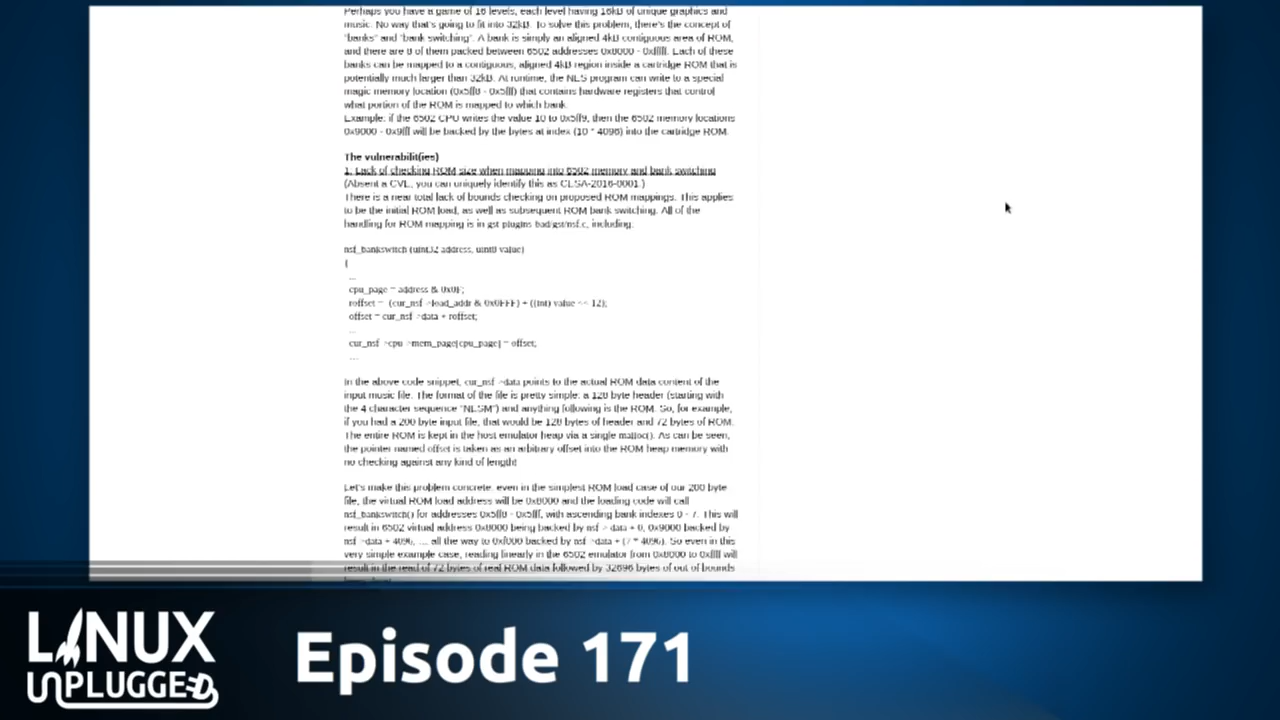 Perhaps you have a game of 16 levels, each level having 16kB of unique graphics and
music. No way that's going to fit into 32kB. To solve this problem, there's the concept of
"banks" and "bank switching". A bank is simply an aligned 4kB contiguous area of ROM,
and there are 8 of them packed between 6502 addresses 0x8000 - 0xffff. Each of these
banks can be mapped to a contiguous, aligned 4kB region inside a cartridge ROM that is
potentially much larger than 32kB. At runtime, the NES program can write to a special
magic memory location (0x5ff8 - 0x5fff) that contains hardware registers that control
what portion of the ROM is mapped to which bank.
Example: if the 6502 CPU writes the value 10 to 0x5ff9, then the 6502 memory locations
0x9000 - 0x9fff will be backed by the bytes at index (10 * 4096) into the cartridge ROM.
The vulnerabilit(ies)
1. Lack of checking ROM size when mapping into 6502 memory and bank switching
(Absent a CVE, you can uniquely identify this as CESA-2016-0001.)
There is a near total lack of bounds checking on proposed ROM mappings. This applies
to be the initial ROM load, as well as subsequent ROM bank switching. All of the
handling for ROM mapping is in gst-plugins-bad/gst/nsf.c, including:
nsf_bankswitch (uint32 address, uint8 value)
{
...
cpu_page = address & 0x0F;
roffset = -(cur_nsf->load_addr & 0x0FFF) + ((int) value << 12);
offset = cur_nsf->data + roffset;
...
cur_nsf->cpu->mem_page[cpu_page] = offset;
...
In the above code snippet, cur_nsf->data points to the actual ROM data content of the
input music file. The format of the file is pretty simple: a 128 byte header (starting with
the 4 character sequence "NESM") and anything following is the ROM. So, for example,
if you had a 200 byte input file, that would be 128 bytes of header and 72 bytes of ROM.
The entire ROM is kept in the host emulator heap via a single malloc(). As can be seen,
the pointer named offset is taken as an arbitrary offset into the ROM heap memory with
no checking against any kind of length!
Let's make this problem concrete: even in the simplest ROM load case of our 200 byte
file, the virtual ROM load address will be 0x8000 and the loading code will call
nsf_bankswitch() for addresses 0x5ff8 - 0x5fff, with ascending bank indexes 0 - 7. This will
result in 6502 virtual address 0x8000 being backed by nsf->data + 0, 0x9000 backed by
nsf->data + 4096, ... all the way to 0xf000 backed by nsf->data + (7 * 4096). So even in this
very simple example case, reading linearly in the 6502 emulator from 0x8000 to 0xffff will
result in the read of 72 bytes of real ROM data followed by 32696 bytes of out of bounds
LINUX
UNPLUGGED
Episode 171